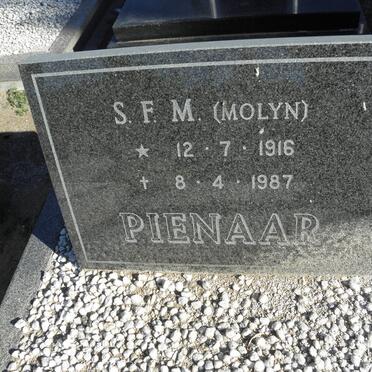 S. F. M. (MOLYN)
★ 12 · 7 · 1916
† 8 · 4 · 1987
PIENAAR